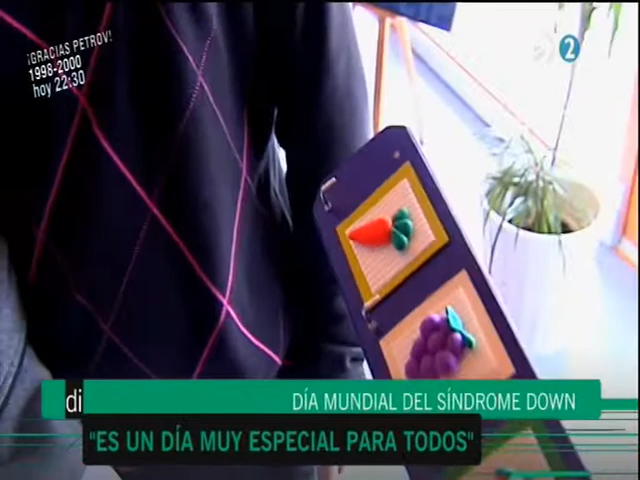 ¡GRACIAS PETROV!
1998-2000
hoy 22:30
2
di
DÍA MUNDIAL DEL SÍNDROME DOWN
"ES UN DÍA MUY ESPECIAL PARA TODOS"